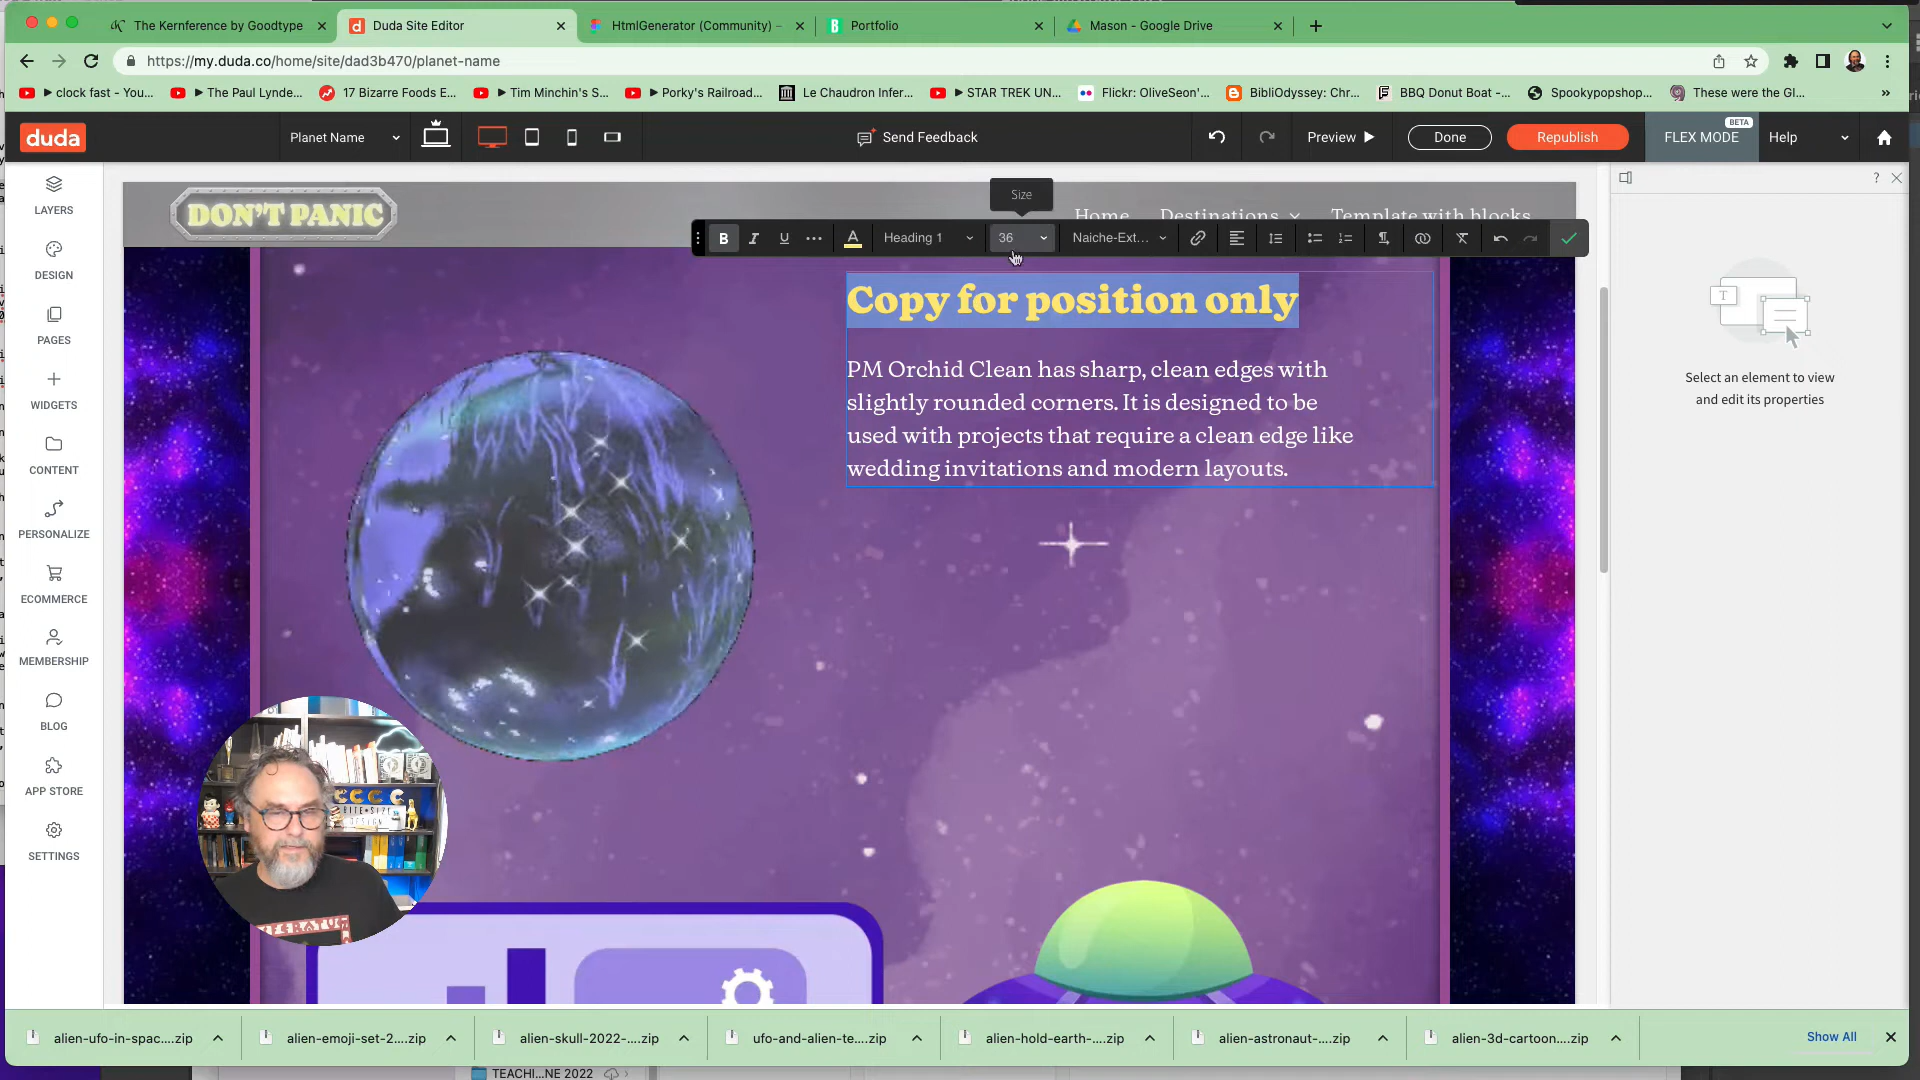 The Kernference by Goodtype
Duda Site Editor
HtmlGenerator (Community) –
Portfolio
Mason - Google Drive
https://my.duda.co/home/site/dad3b470/planet-name
clock fast - You...
The Paul Lynde...
17 Bizarre Foods E...
Tim Minchin's S...
Porky's Railroad...
Le Chaudron Infer...
STAR TREK UN...
Flickr: OliveSeon'...
BibliOdyssey: Chr...
BBQ Donut Boat -...
Spookypopshop...
These were the Gl...
duda
Planet Name
Send Feedback
Preview
Done
Republish
FLEX MODE
BETA
Help
LAYERS
DESIGN
PAGES
WIDGETS
CONTENT
PERSONALIZE
ECOMMERCE
MEMBERSHIP
BLOG
APP STORE
SETTINGS
DON'T PANIC
Size
Home
Destinations
Template with blocks
B
I
U
A
Heading 1
36
Naiche-Ext...
Copy for position only
PM Orchid Clean has sharp, clean edges with
slightly rounded corners. It is designed to be
used with projects that require a clean edge like
wedding invitations and modern layouts.
T
Select an element to view
and edit its properties
BITE•SIZE
DESIGN
alien-ufo-in-spac....zip
alien-emoji-set-2....zip
alien-skull-2022-....zip
ufo-and-alien-te....zip
alien-hold-earth-....zip
alien-astronaut-....zip
alien-3d-cartoon....zip
Show All
TEACHI...NE 2022